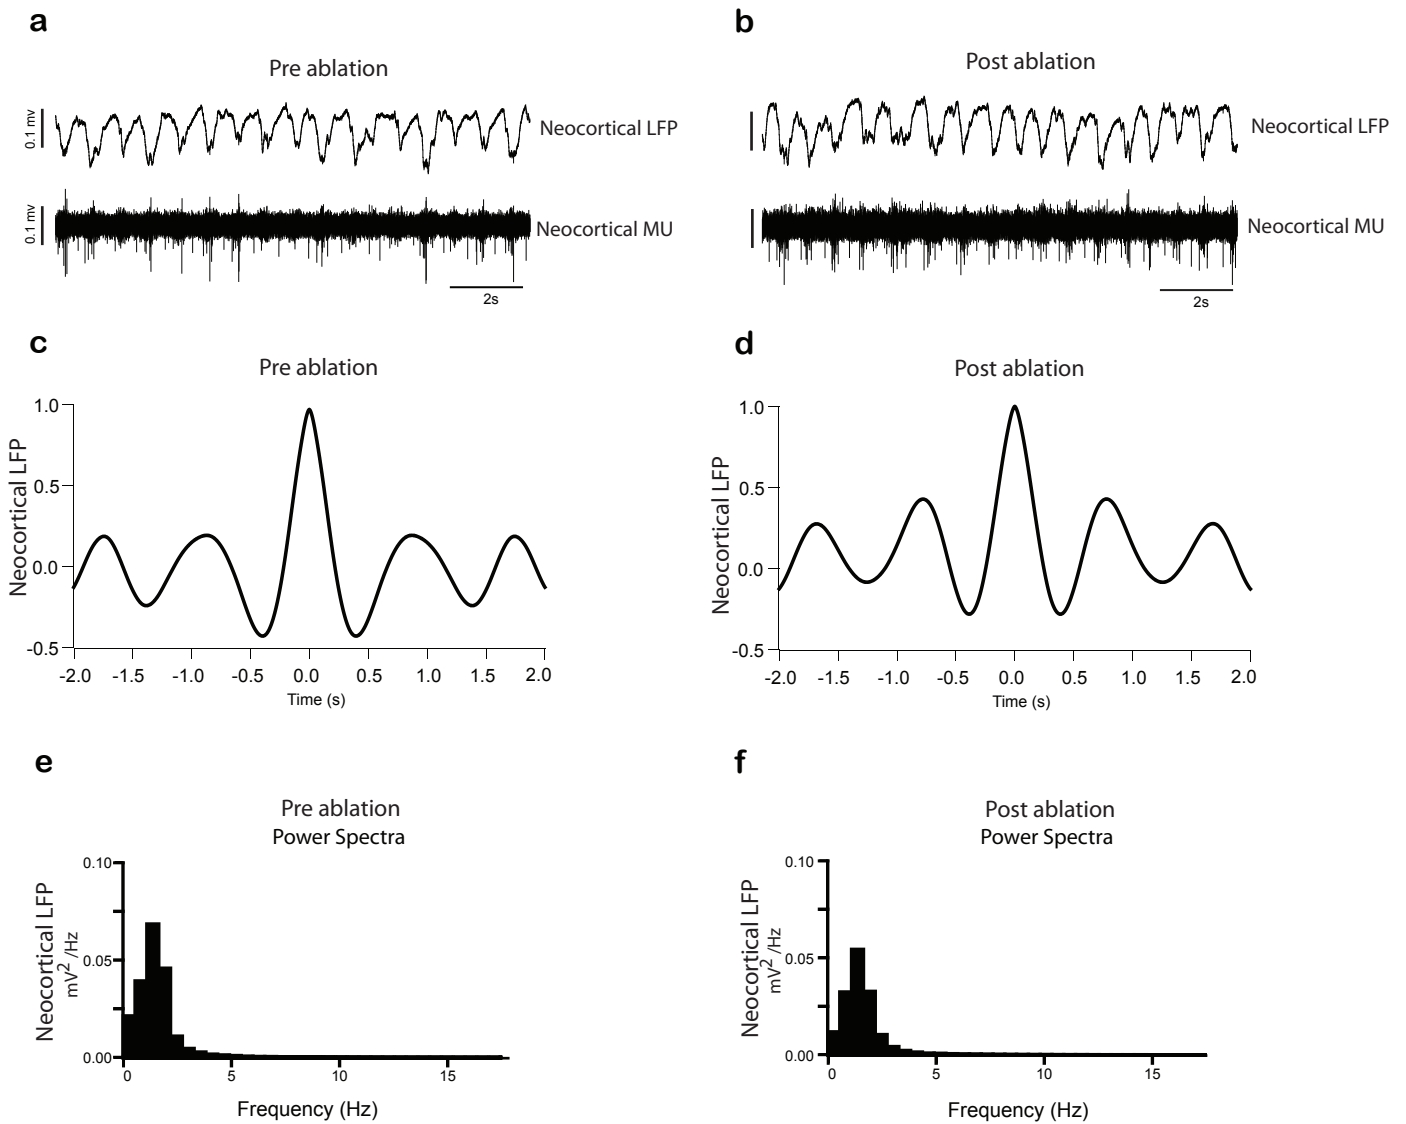 a
Pre ablation
0.1 mv
Neocortical LFP
0.1 mv
Neocortical MU
2s
b
Post ablation
Neocortical LFP
Neocortical MU
2s
c
Pre ablation
Neocortical LFP
1.0
0.5
0.0
-0.5
-2.0 -1.5 -1.0 -0.5 0.0 0.5 1.0 1.5 2.0
Time (s)
d
Post ablation
Neocortical LFP
1.0
0.5
0.0
-0.5
-2.0 -1.5 -1.0 -0.5 0.0 0.5 1.0 1.5 2.0
Time (s)
e
Pre ablation
Power Spectra
Neocortical LFP
mV²/Hz
0.10
0.05
0.00
0 5 10 15
Frequency (Hz)
f
Post ablation
Power Spectra
Neocortical LFP
mV²/Hz
0.10
0.05
0.00
0 5 10 15
Frequency (Hz)